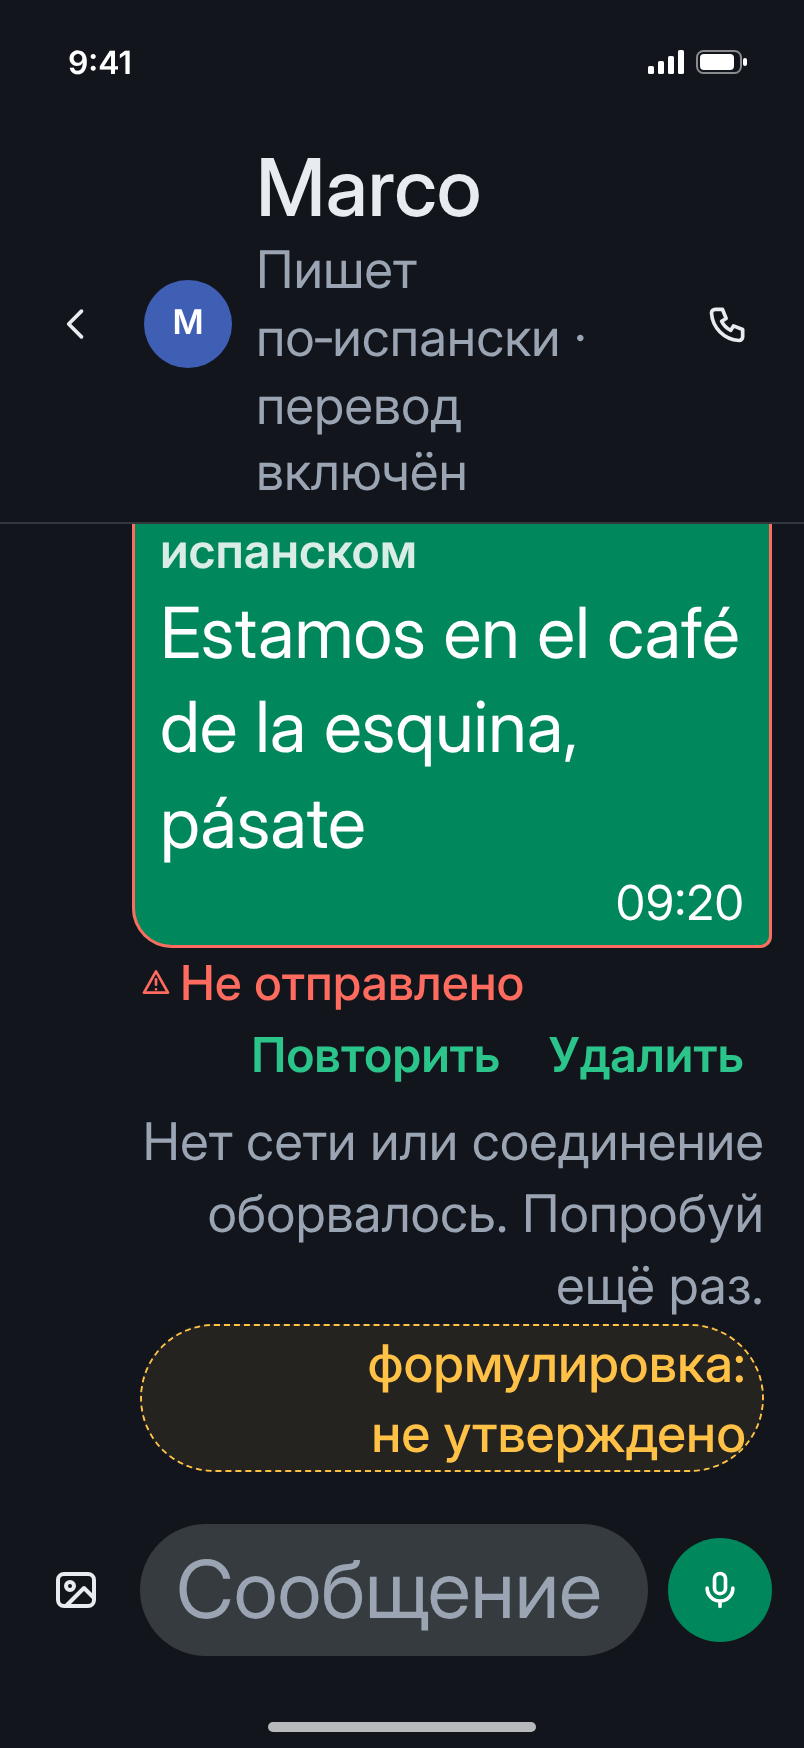 9:41
Marco
Пишет
по-испански ·
перевод
включён
М
испанском
Estamos en el café
de la esquina,
pásate
09:20
Не отправлено
Повторить Удалить
Нет сети или соединение
оборвалось. Попробуй
ещё раз.
формулировка:
не утверждено
Сообщение